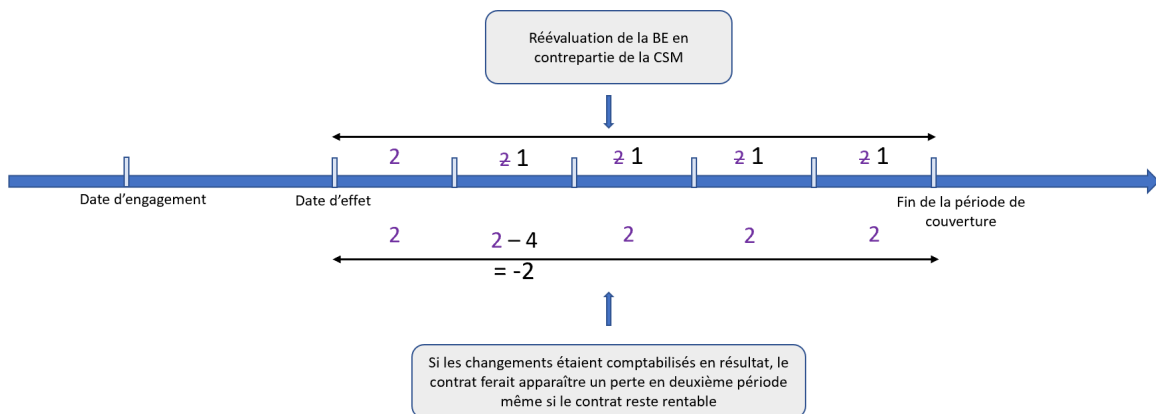 Réévaluation de la BE en
contrepartie de la CSM
2 2 1 2 1 2 1 2 1
Date d'engagement
Date d'effet
Fin de la période de
couverture
2 2 – 4 2 2 2
= -2
Si les changements étaient comptabilisés en résultat, le
contrat ferait apparaître un perte en deuxième période
même si le contrat reste rentable